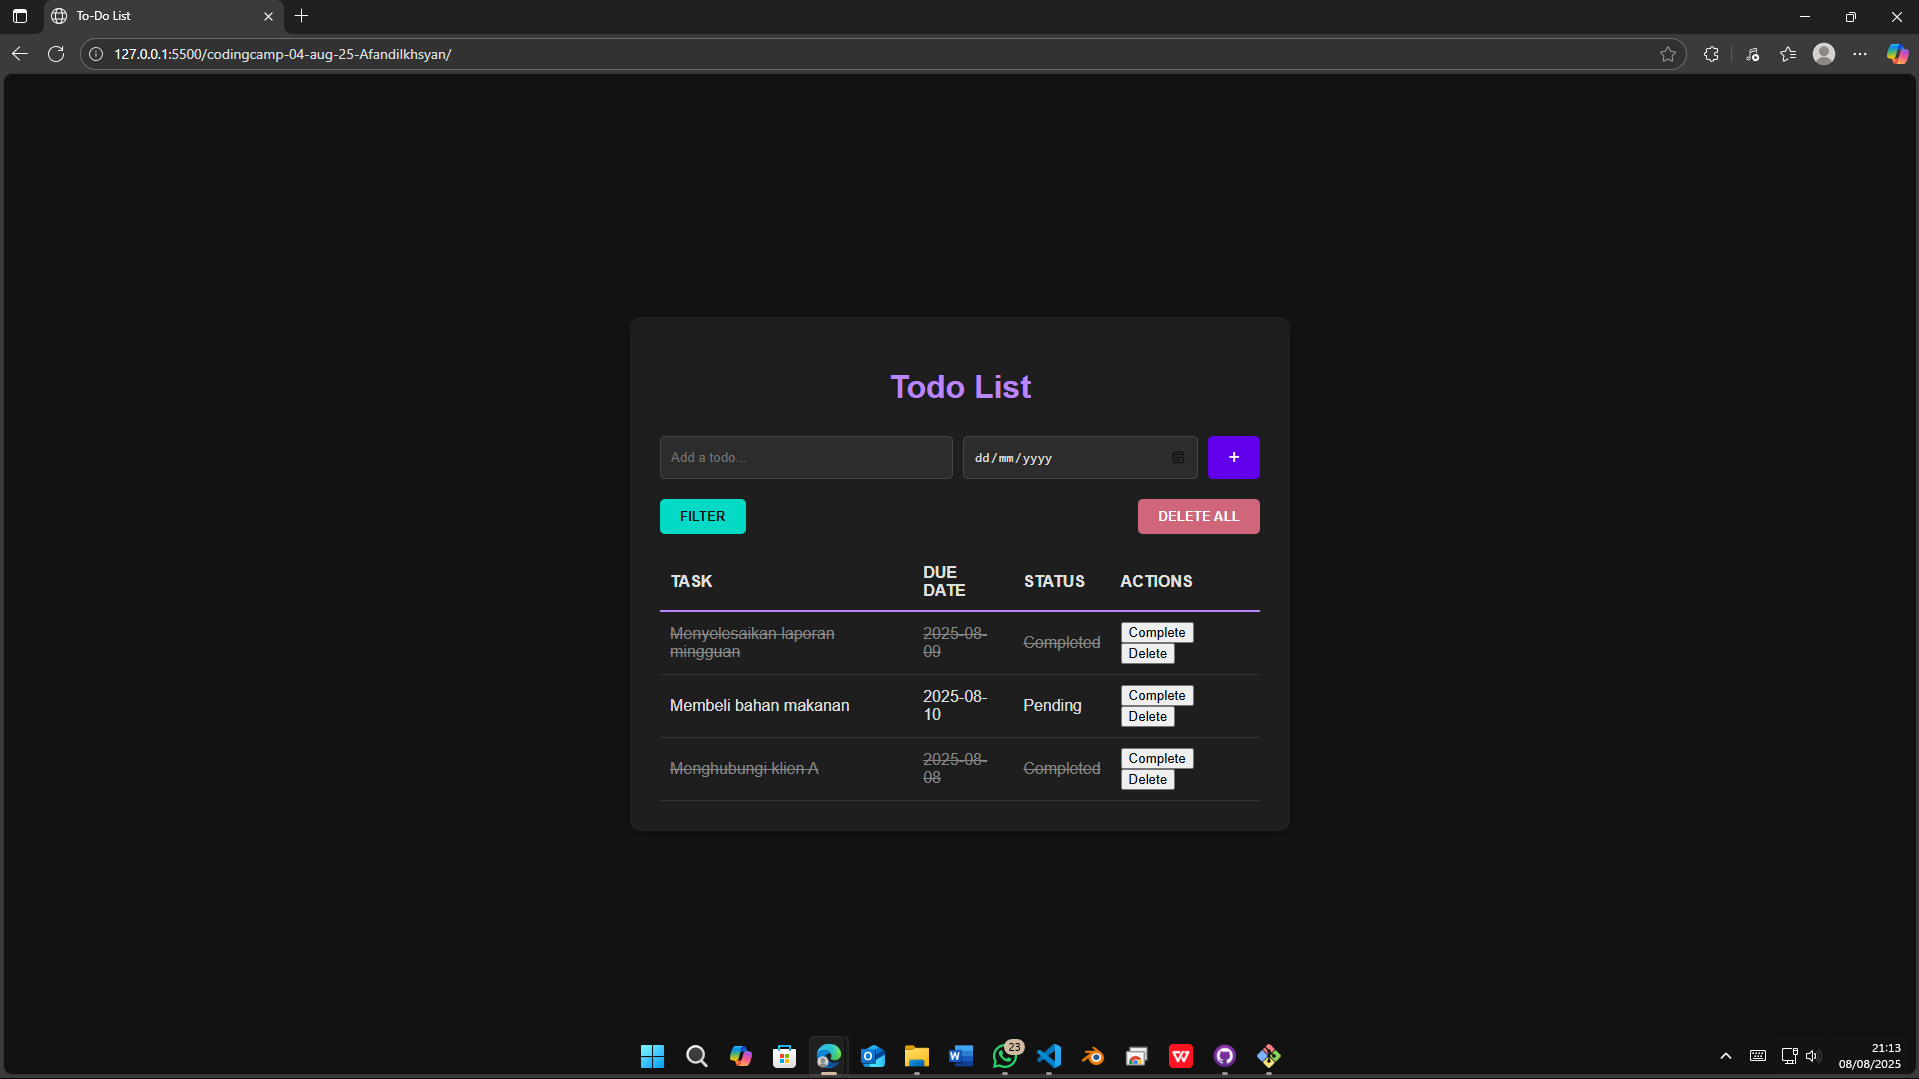 To-Do List
127.0.0.1:5500/codingcamp-04-aug-25-Afandilkhsyan/
Todo List
Add a todo...
dd/mm/yyyy
+
FILTER
DELETE ALL
TASK
DUE
DATE
STATUS
ACTIONS
Menyelesaikan laporan
mingguan
2025-08-
09
Completed
Complete
Delete
Membeli bahan makanan
2025-08-
10
Pending
Complete
Delete
Menghubungi klien A
2025-08-
08
Completed
Complete
Delete
23
21:13
08/08/2025